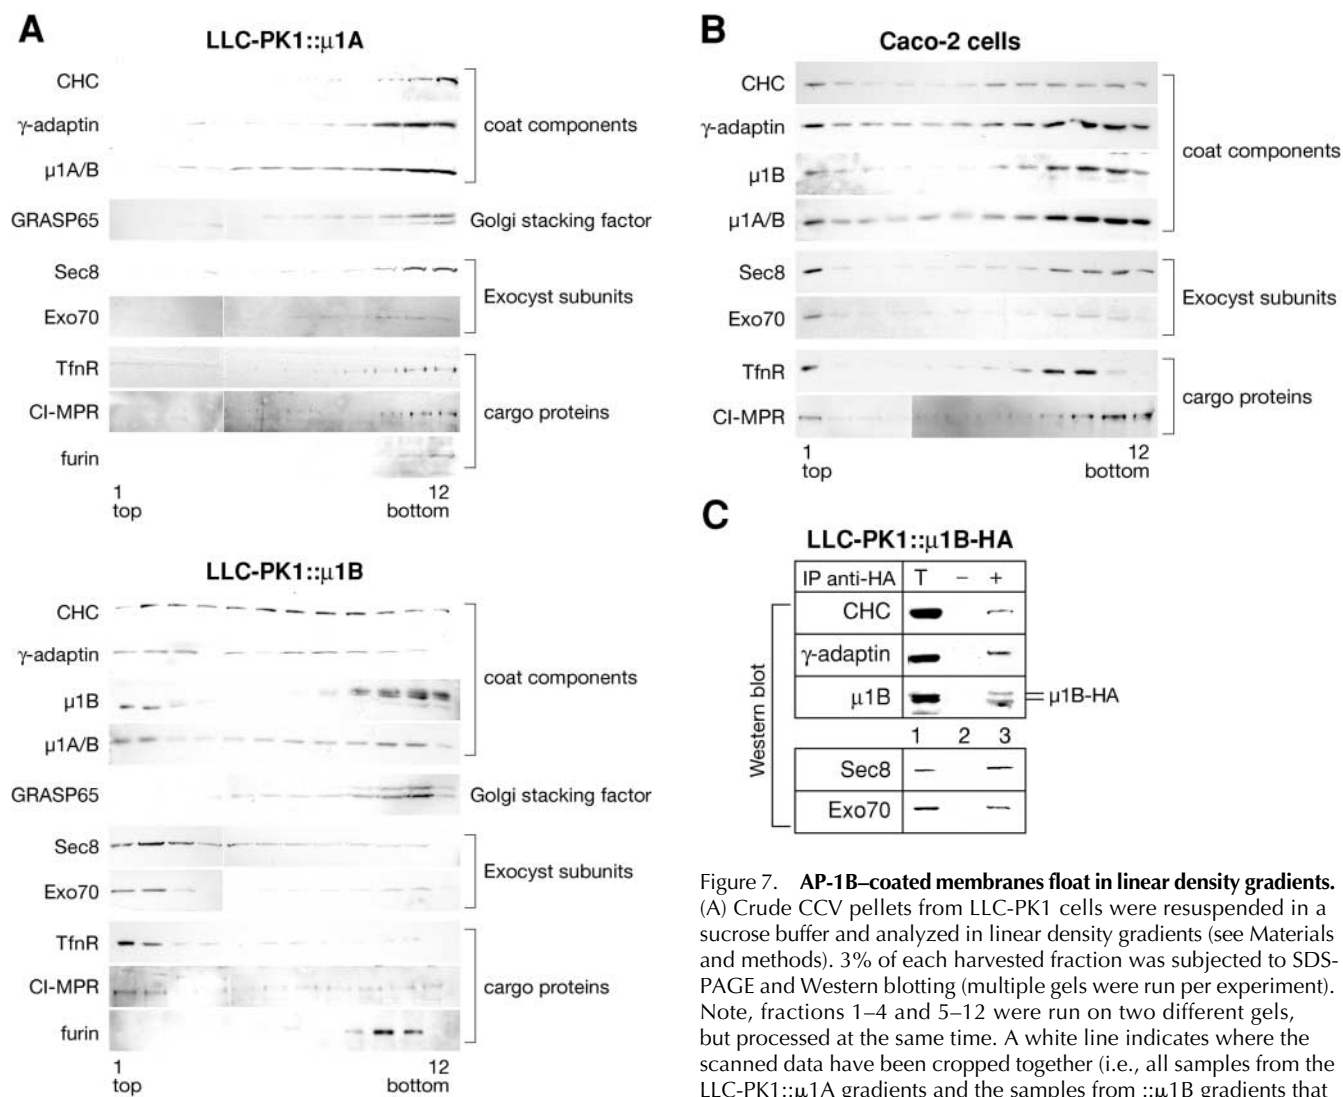 A
LLC-PK1::μ1A
CHC
γ-adaptin
μ1A/B
coat components
GRASP65
Golgi stacking factor
Sec8
Exo70
Exocyst subunits
TfnR
CI-MPR
furin
cargo proteins
1 12
top bottom
LLC-PK1::μ1B
CHC
γ-adaptin
μ1B
μ1A/B
coat components
GRASP65
Golgi stacking factor
Sec8
Exo70
Exocyst subunits
TfnR
CI-MPR
furin
cargo proteins
1 12
top bottom
B
Caco-2 cells
CHC
γ-adaptin
μ1B
μ1A/B
coat components
Sec8
Exo70
Exocyst subunits
TfnR
CI-MPR
cargo proteins
1 12
top bottom
C
LLC-PK1::μ1B-HA
IP anti-HA T – +
Western blot
CHC
γ-adaptin
μ1B
μ1B-HA
1 2 3
Sec8
Exo70
Figure 7. AP-1B–coated membranes float in linear density gradients.
(A) Crude CCV pellets from LLC-PK1 cells were resuspended in a
sucrose buffer and analyzed in linear density gradients (see Materials
and methods). 3% of each harvested fraction was subjected to SDS-
PAGE and Western blotting (multiple gels were run per experiment).
Note, fractions 1–4 and 5–12 were run on two different gels,
but processed at the same time. A white line indicates where the
scanned data have been cropped together (i.e., all samples from the
LLC-PK1::μ1A gradients and the samples from ::μ1B gradients that